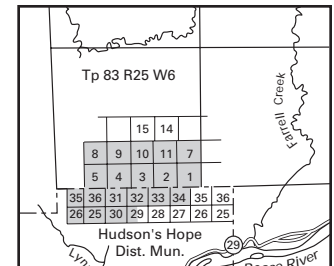 Tp 83 R25 W6
Farrell Creek
15 14
8 9 10 11 7
5 4 3 2 1
35 36 31 32 33 34 35 36
26 25 30 29 28 27 26 25
Hudson's Hope
Dist. Mun.
29
River